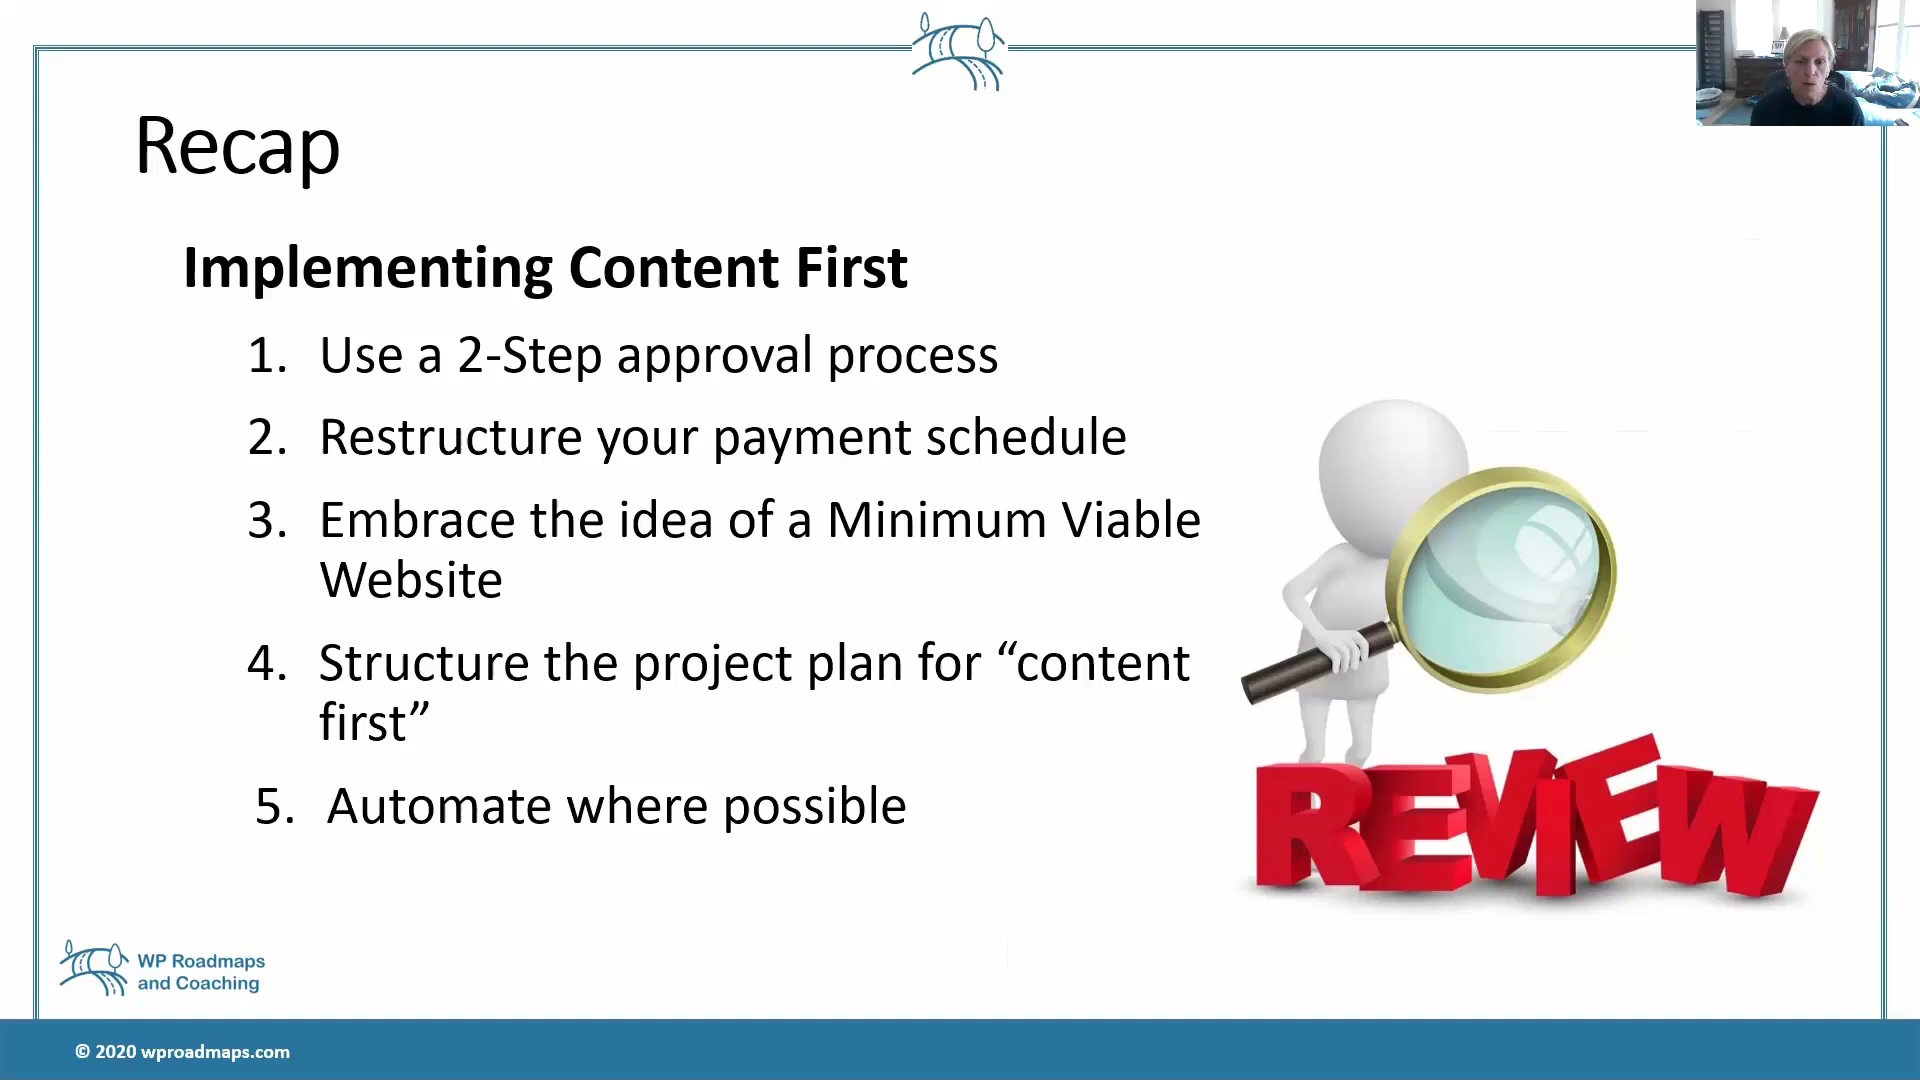 Recap
Implementing Content First
1. Use a 2-Step approval process
2. Restructure your payment schedule
3. Embrace the idea of a Minimum Viable
Website
4. Structure the project plan for “content
first”
5. Automate where possible
REVIEW
WP Roadmaps
and Coaching
© 2020 wproadmaps.com